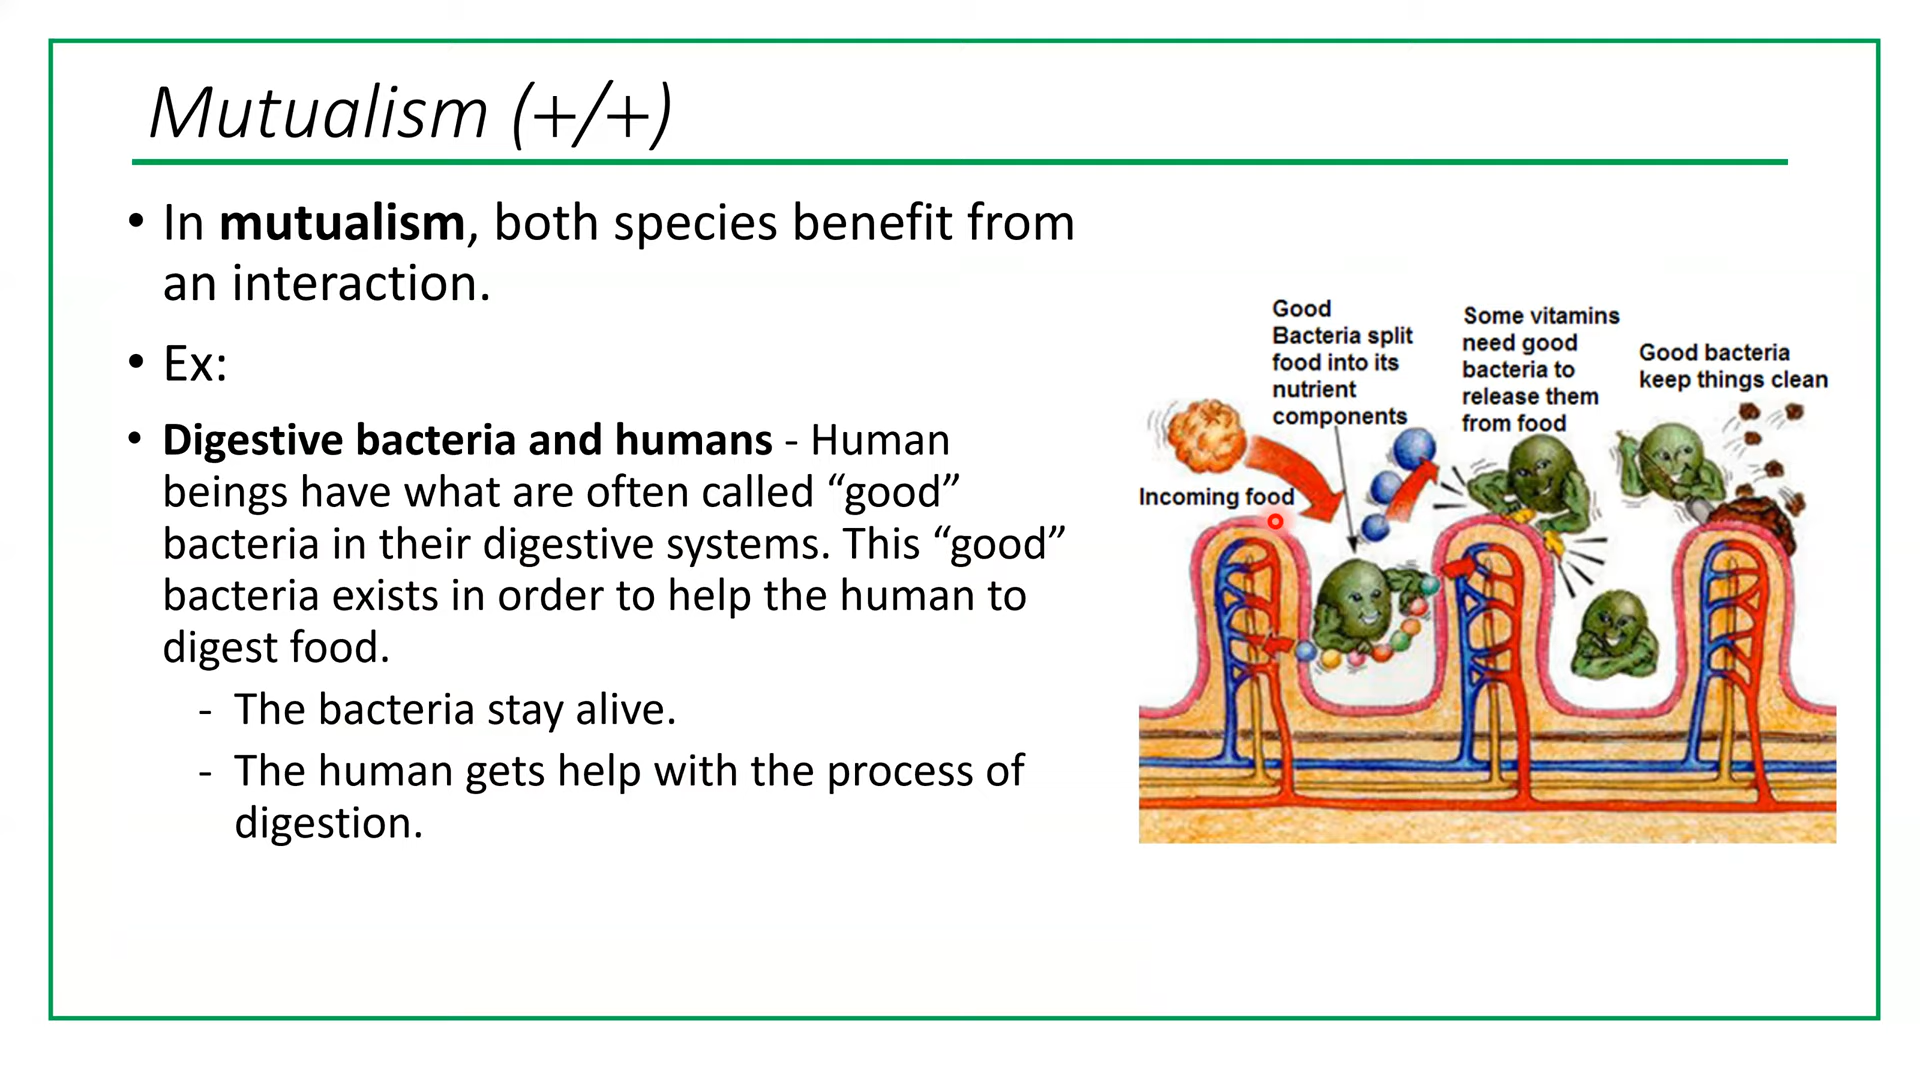 Mutualism (+/+)
• In mutualism, both species benefit from
an interaction.
• Ex:
• Digestive bacteria and humans - Human
beings have what are often called “good”
bacteria in their digestive systems. This “good”
bacteria exists in order to help the human to
digest food.
- The bacteria stay alive.
- The human gets help with the process of
digestion.
Incoming food
Good
Bacteria split
food into its
nutrient
components
Some vitamins
need good
bacteria to
release them
from food
Good bacteria
keep things clean